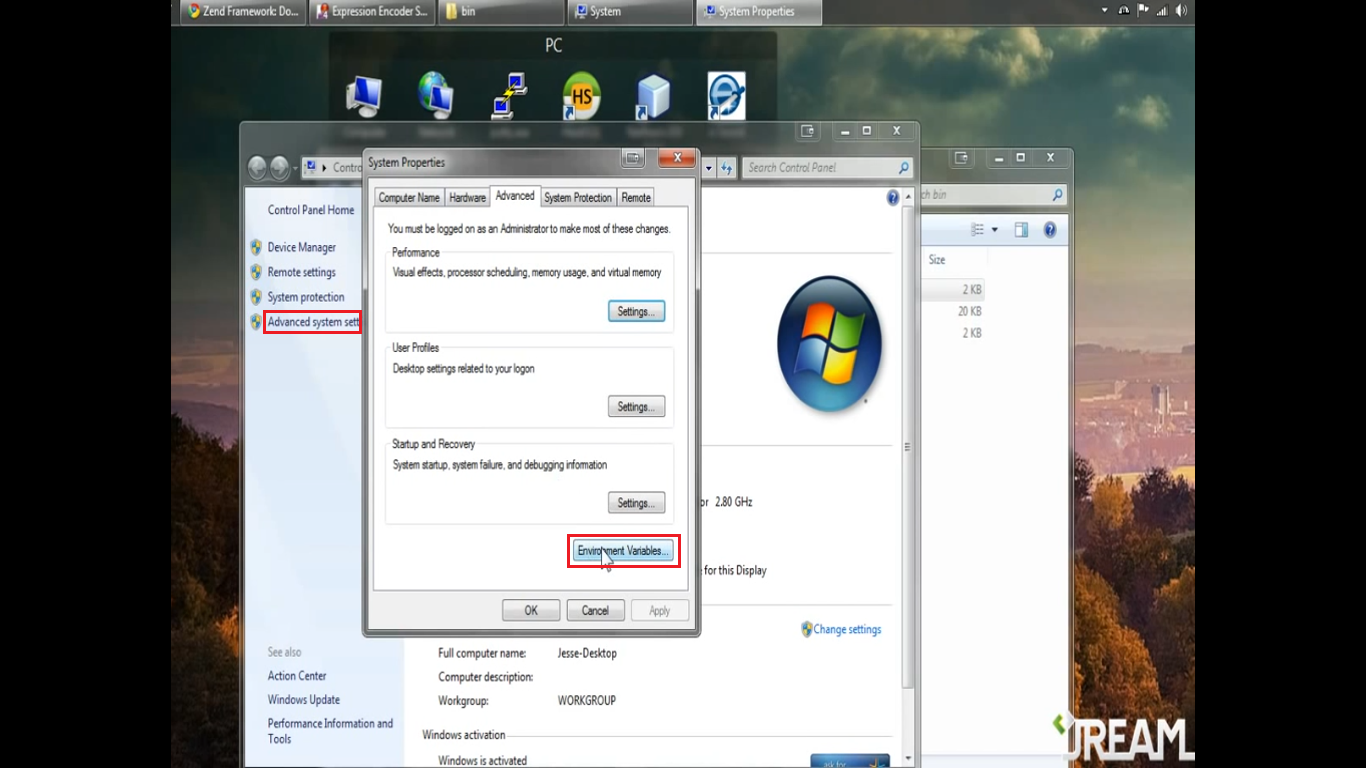 Zend Framework: Do...
Expression Encoder S...
bin
System
System Properties
PC
HS
Contro
Search Control Panel
ch bin
System Properties
Computer Name
Hardware
Advanced
System Protection
Remote
Control Panel Home
Device Manager
Remote settings
System protection
Advanced system sett
You must be logged on as an Administrator to make most of these changes.
Performance
Visual effects, processor scheduling, memory usage, and virtual memory
Settings...
User Profiles
Desktop settings related to your logon
Settings...
Startup and Recovery
System startup, system failure, and debugging information
Settings...
Environment Variables...
OK
Cancel
Apply
Size
2 KB
20 KB
2 KB
or 2.80 GHz
for this Display
Change settings
Full computer name: Jesse-Desktop
Computer description:
Workgroup: WORKGROUP
Windows activation
Windows is activated
ask for
See also
Action Center
Windows Update
Performance Information and
Tools